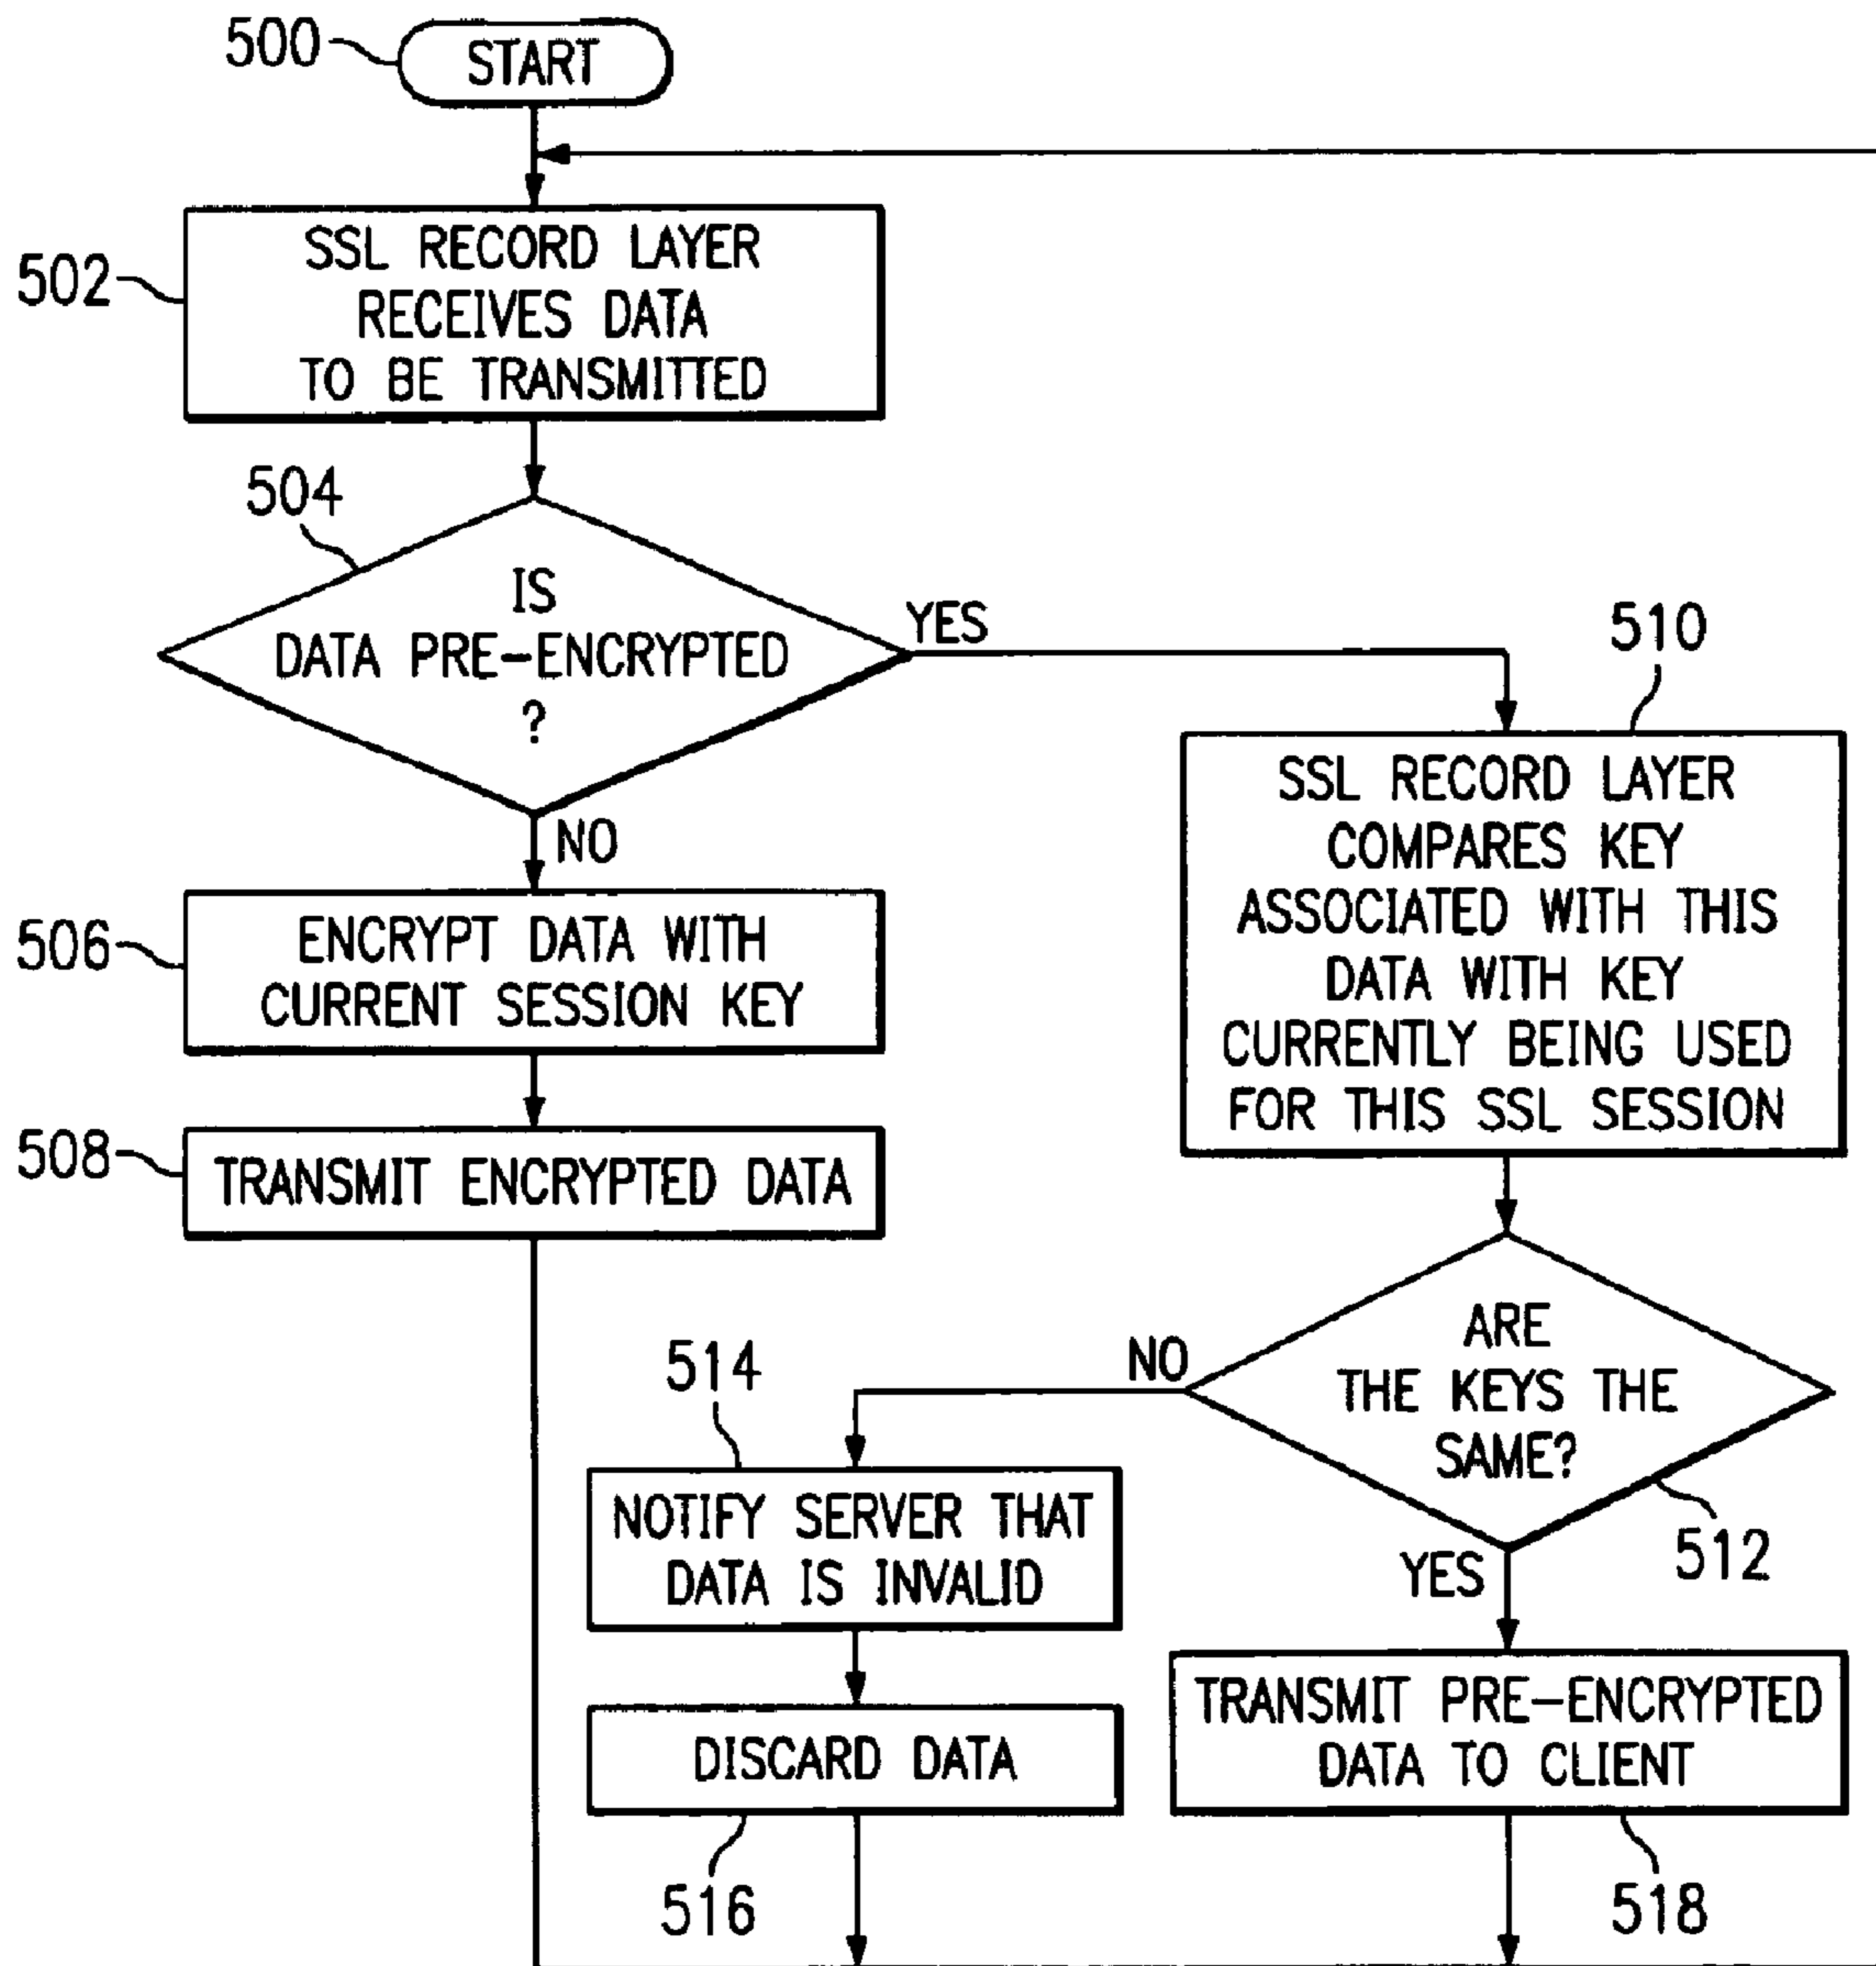 500
START
502
SSL RECORD LAYER
RECEIVES DATA
TO BE TRANSMITTED
504
IS
DATA PRE-ENCRYPTED
?
YES
NO
510
SSL RECORD LAYER
COMPARES KEY
ASSOCIATED WITH THIS
DATA WITH KEY
CURRENTLY BEING USED
FOR THIS SSL SESSION
506
ENCRYPT DATA WITH
CURRENT SESSION KEY
508
TRANSMIT ENCRYPTED DATA
ARE
THE KEYS THE
SAME?
512
NO
YES
514
NOTIFY SERVER THAT
DATA IS INVALID
DISCARD DATA
516
TRANSMIT PRE-ENCRYPTED
DATA TO CLIENT
518